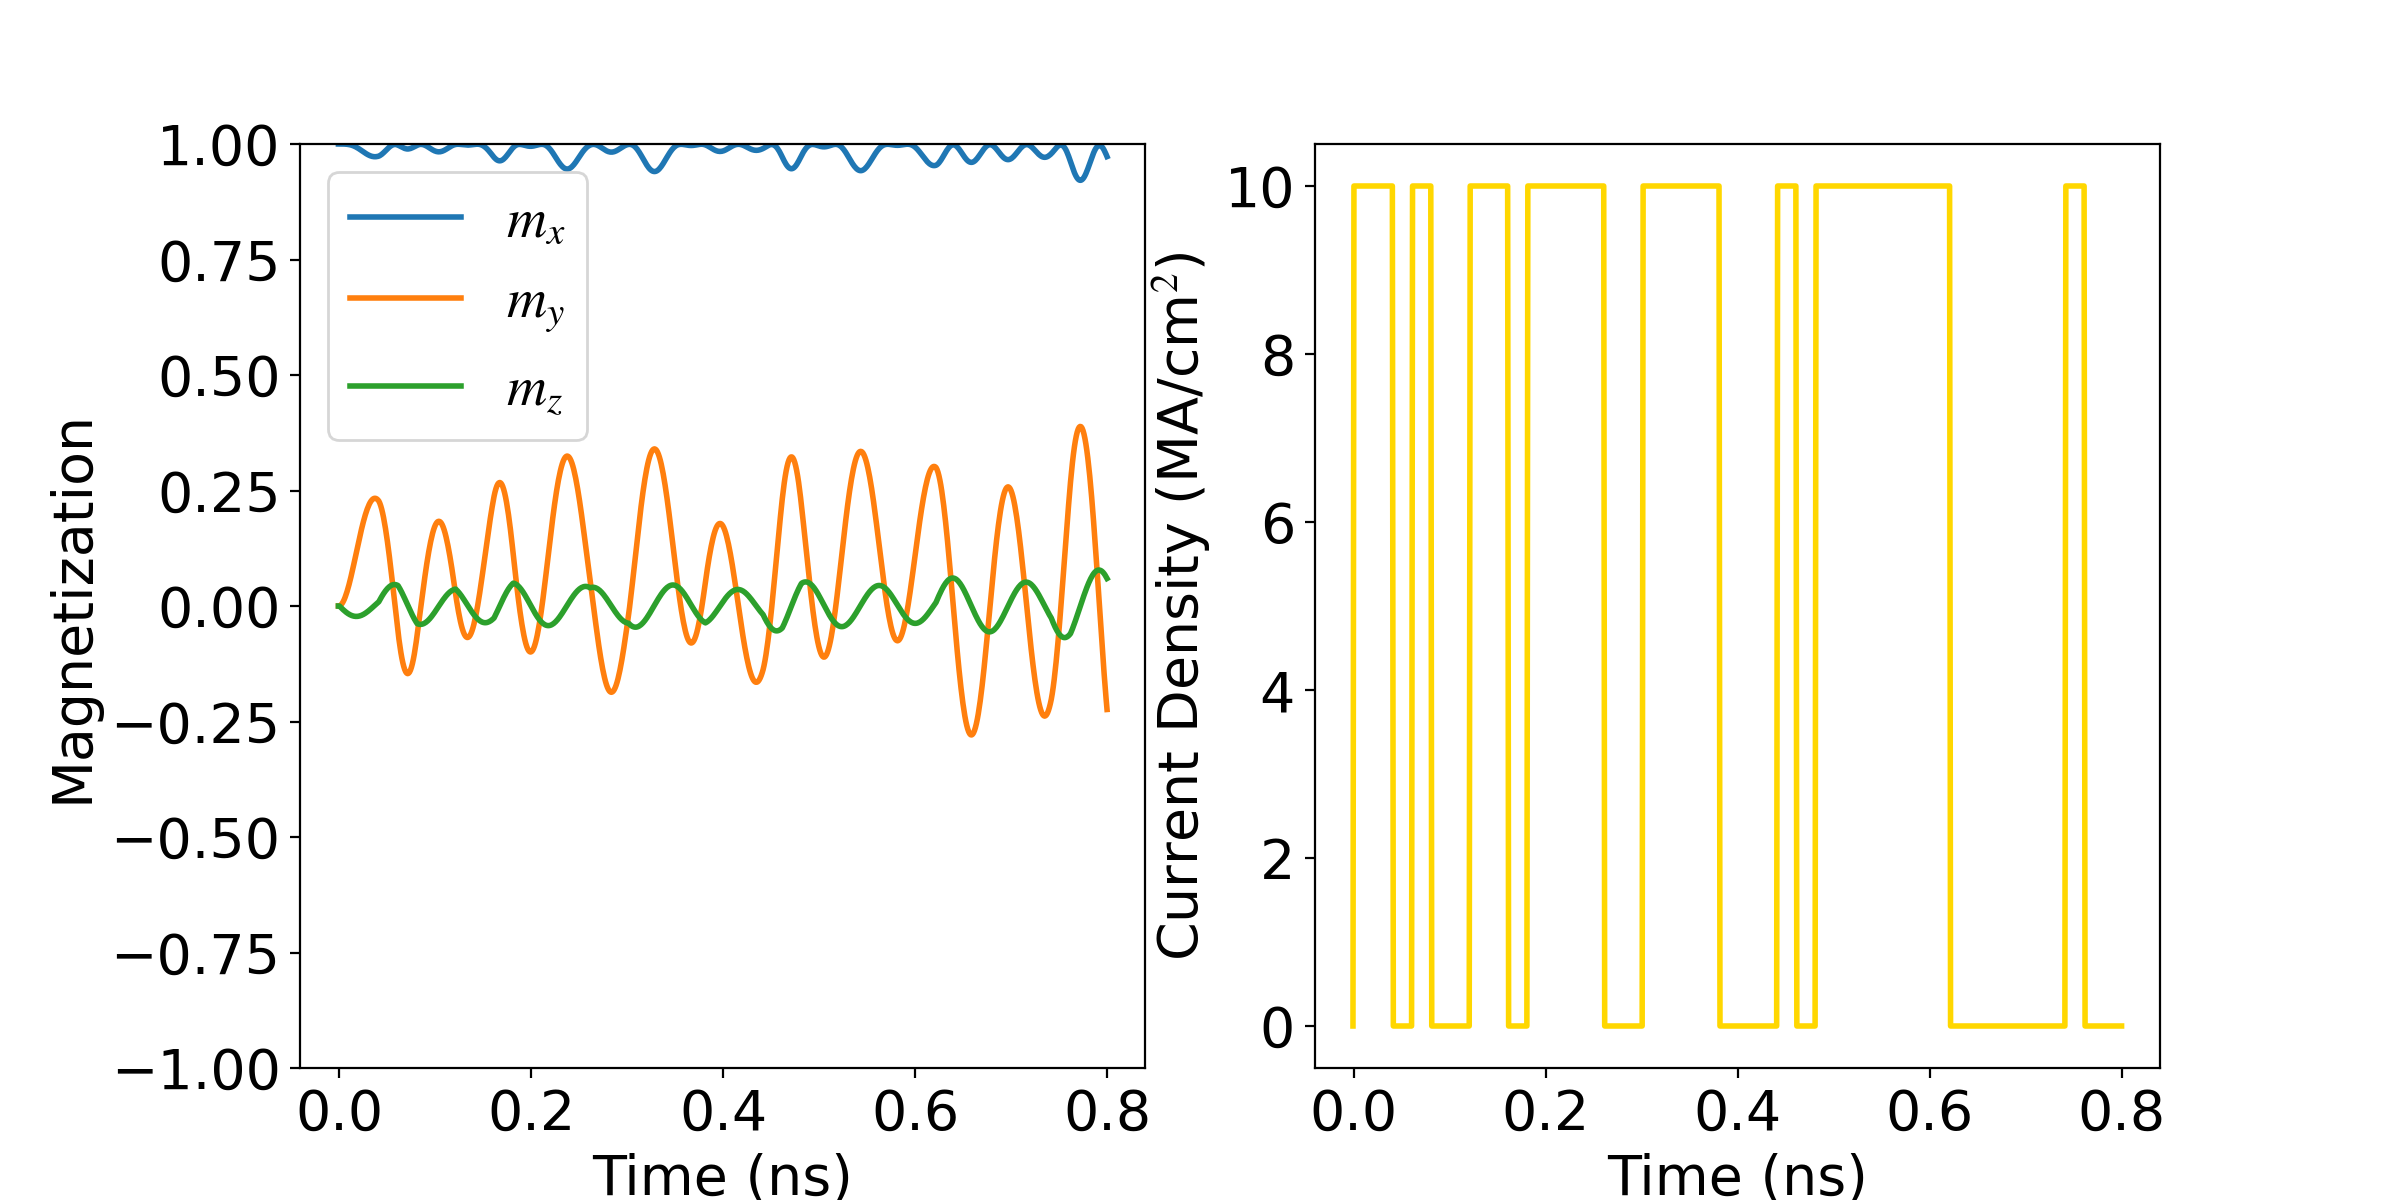 Magnetization
1.00
0.75
0.50
0.25
0.00
−0.25
−0.50
−0.75
−1.00
m_x
m_y
m_z
0.0 0.2 0.4 0.6 0.8
Time (ns)
Current Density (MA/cm²)
10
8
6
4
2
0
0.0 0.2 0.4 0.6 0.8
Time (ns)